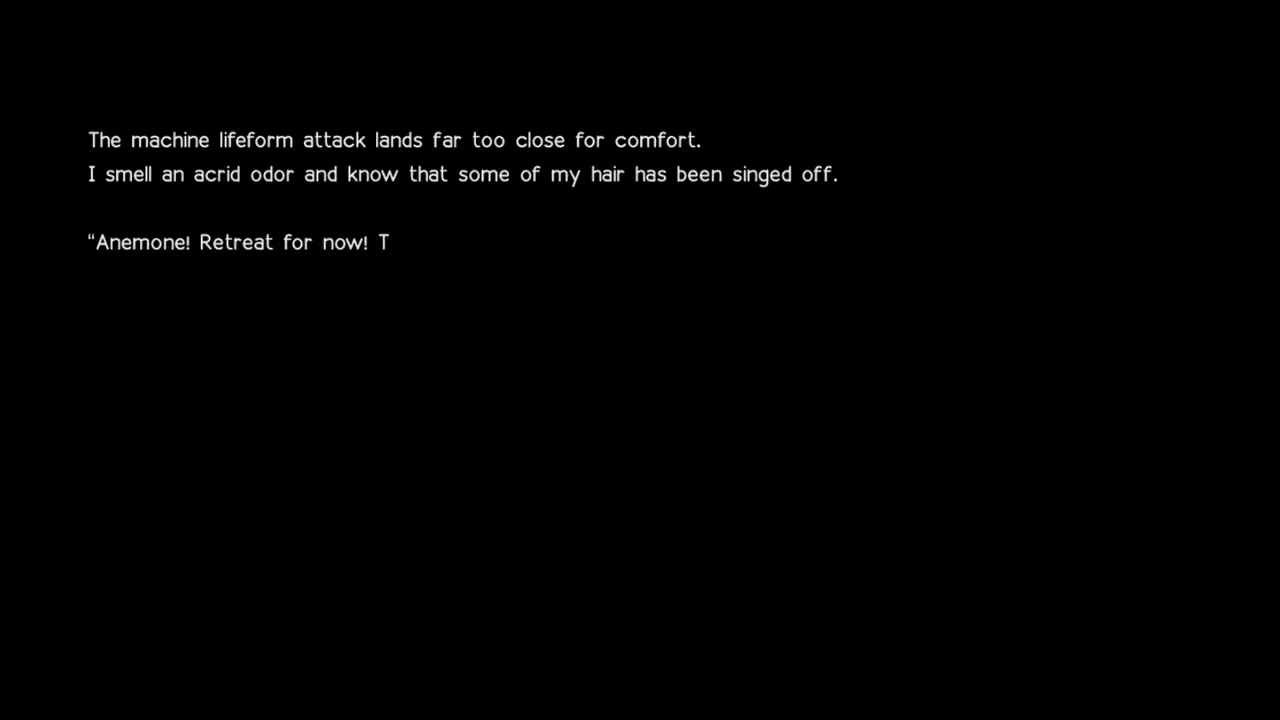 The machine lifeform attack lands far too close for comfort.
I smell an acrid odor and know that some of my hair has been singed off.
“Anemone! Retreat for now! T